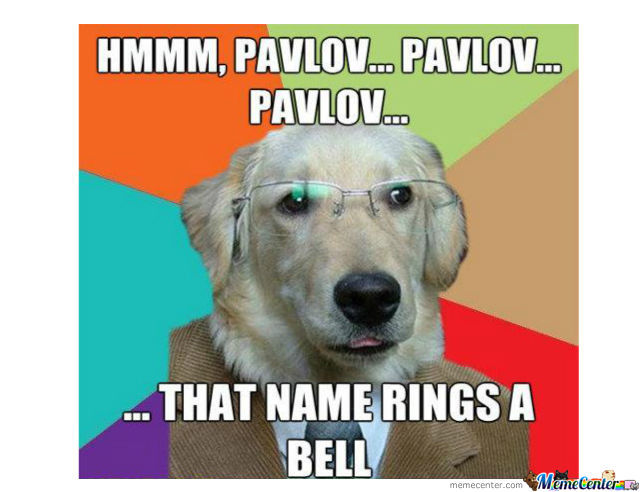 HMMM, PAVLOV... PAVLOV...
PAVLOV...
... THAT NAME RINGS A
BELL
memecenter.com MemeCenter